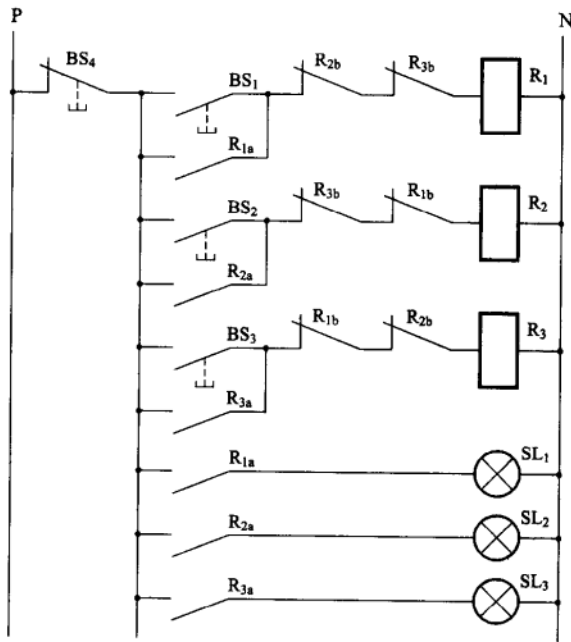 P N
BS₄ BS₁ R₂b R₃b R₁
R₁a
BS₂ R₃b R₁b R₂
R₂a
BS₃ R₁b R₂b R₃
R₃a
R₁a SL₁
R₂a SL₂
R₃a SL₃